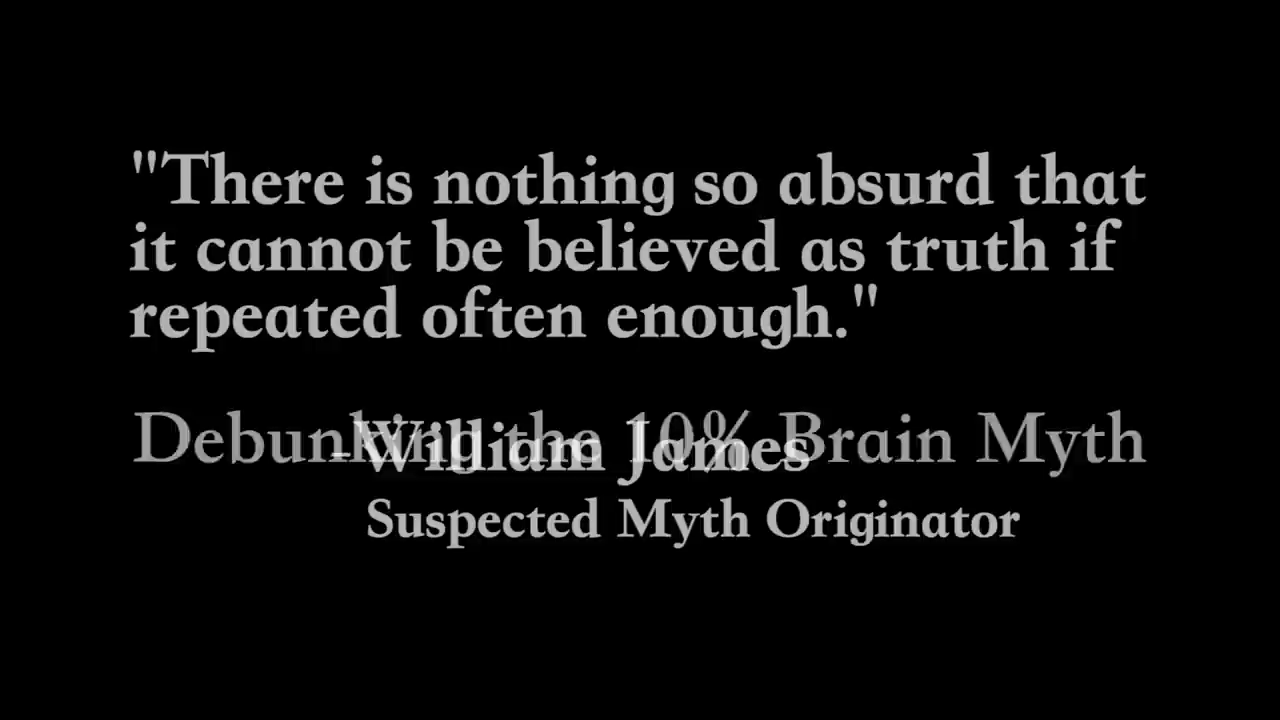 "There is nothing so absurd that
it cannot be believed as truth if
repeated often enough."
Debunking the 10% Brain Myth
-William James
Suspected Myth Originator